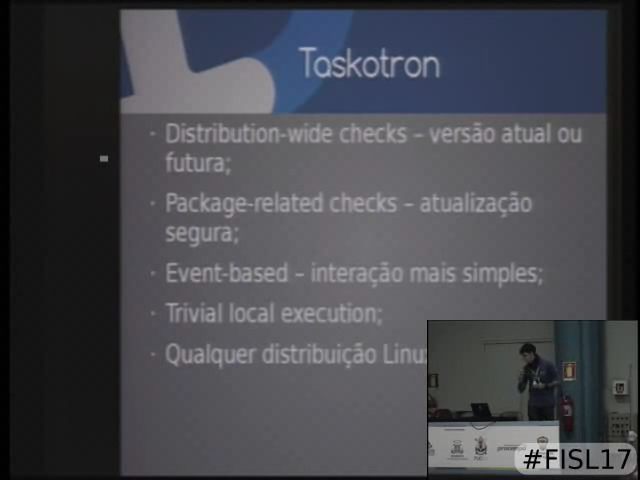 Taskotron
· Distribution-wide checks – versão atual ou
futura;
· Package-related checks – atualização
segura;
· Event-based – interação mais simples;
· Trivial local execution;
· Qualquer distribuição
#FISL17